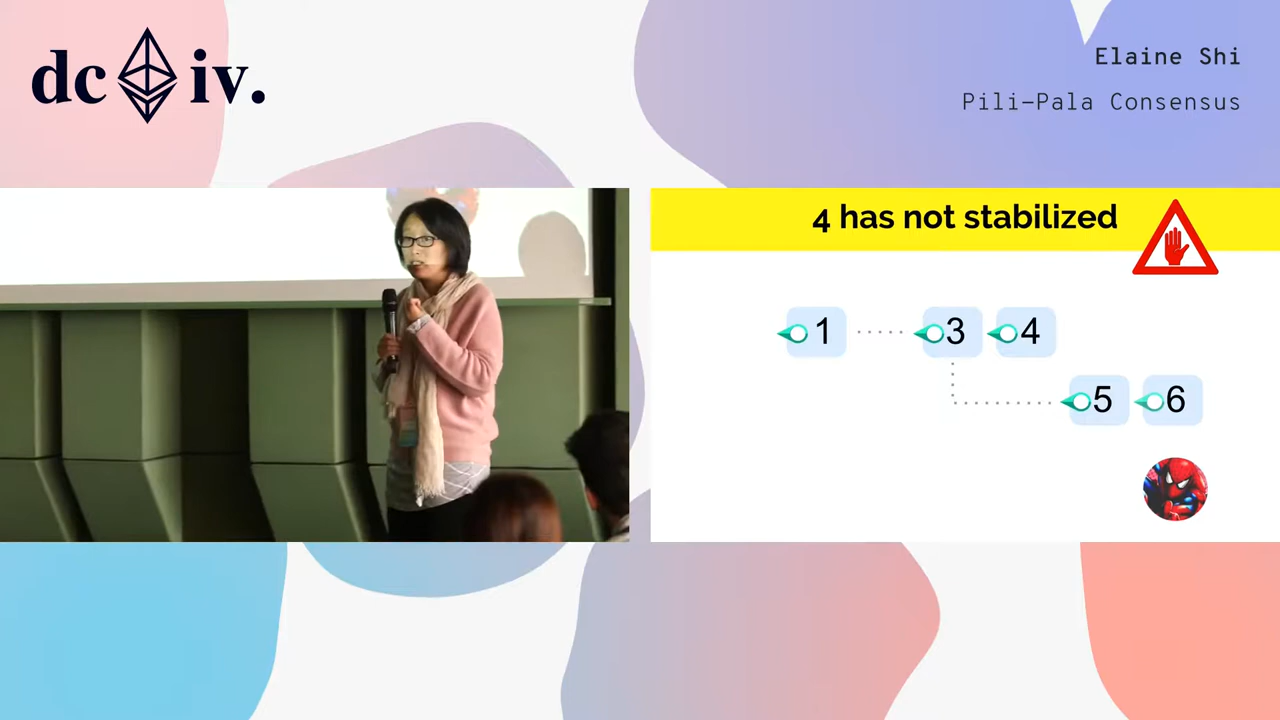 dc iv.
Elaine Shi
Pili-Pala Consensus
4 has not stabilized
1 3 4
5 6